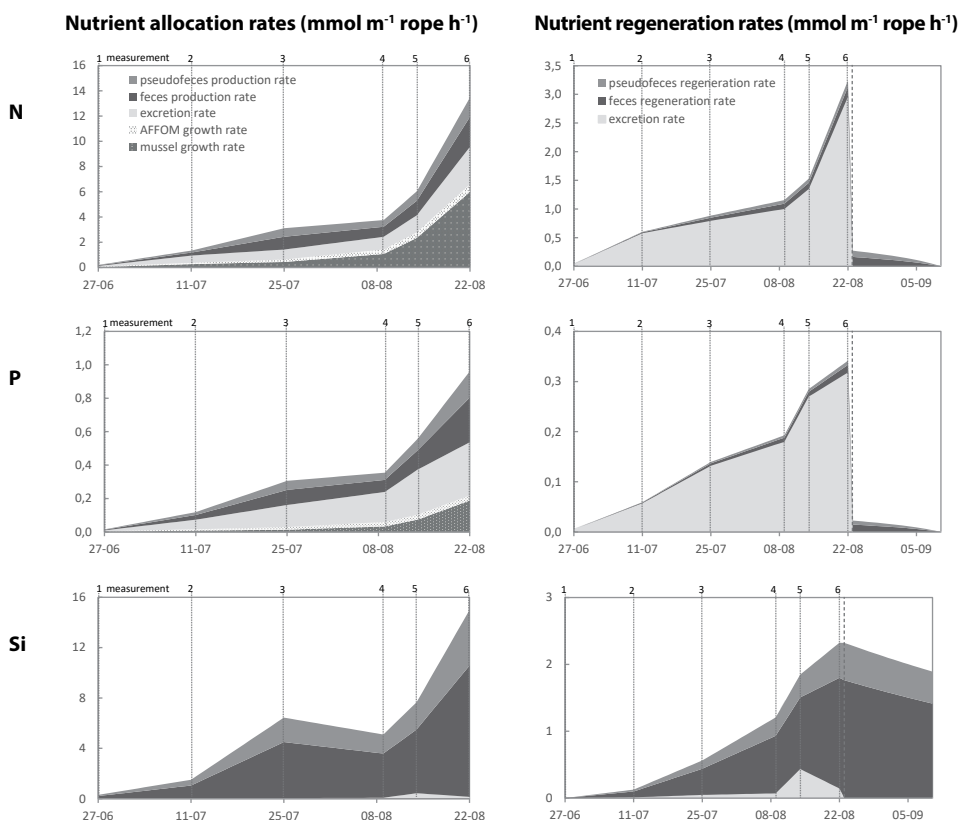 Nutrient allocation rates (mmol m-1 rope h-1)
Nutrient regeneration rates (mmol m-1 rope h-1)
N
1 measurement 2 3 4 5 6
16
14
12
10
8
6
4
2
0
pseudofeces production rate
feces production rate
excretion rate
AFFOM growth rate
mussel growth rate
27-06 11-07 25-07 08-08 22-08
1 2 3 4 5 6
3,5
3,0
2,5
2,0
1,5
1,0
0,5
0,0
pseudofeces regeneration rate
feces regeneration rate
excretion rate
27-06 11-07 25-07 08-08 22-08 05-09
P
1 measurement 2 3 4 5 6
1,2
1,0
0,8
0,6
0,4
0,2
0,0
27-06 11-07 25-07 08-08 22-08
1 2 3 4 5 6
0,4
0,3
0,2
0,1
0,0
27-06 11-07 25-07 08-08 22-08 05-09
Si
1 measurement 2 3 4 5 6
16
12
8
4
0
27-06 11-07 25-07 08-08 22-08
1 2 3 4 5 6
3
2
1
0
27-06 11-07 25-07 08-08 22-08 05-09